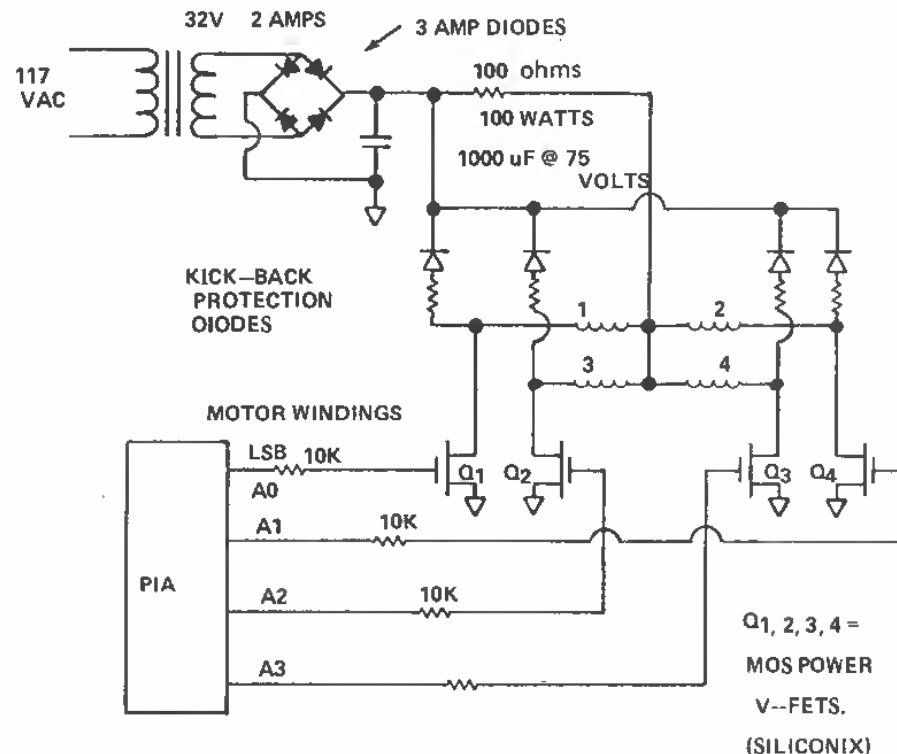 32V 2 AMPS
3 AMP DIODES
117
VAC
100 ohms
100 WATTS
1000 uF @ 75
VOLTS
KICK—BACK
PROTECTION
DIODES
1
2
3
4
MOTOR WINDINGS
LSB
10K
A0
Q1
Q2
Q3
Q4
A1
10K
PIA
A2
10K
A3
Q1, 2, 3, 4 =
MOS POWER
V--FETS.
(SILICONIX)